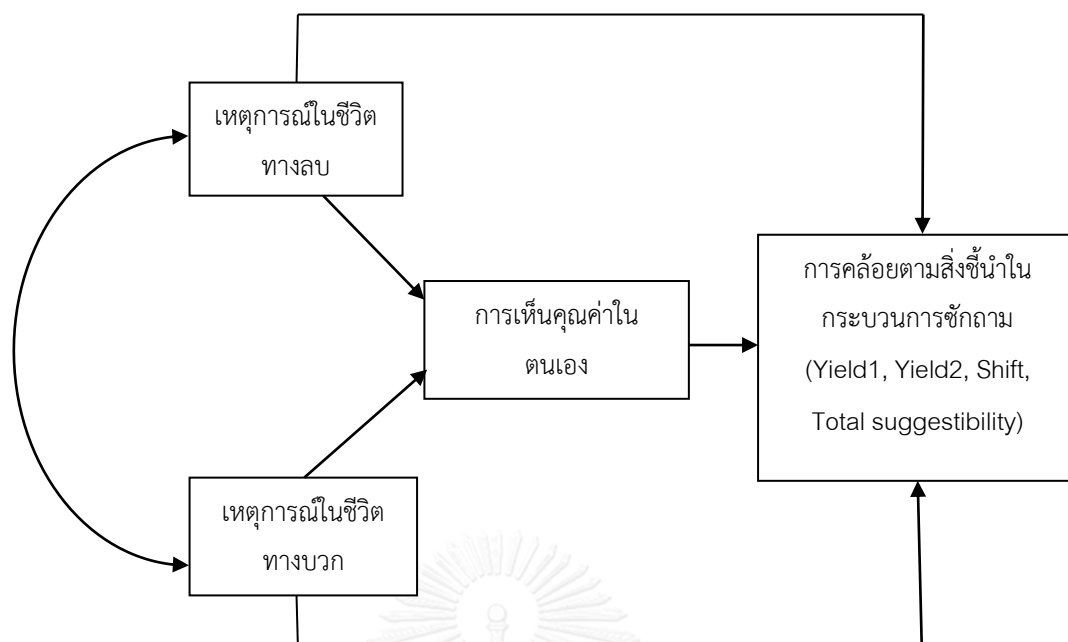 เหตุการณ์ในชีวิต
ทางลบ
การเห็นคุณค่าใน
ตนเอง
การคล้อยตามสิ่งชี้นำใน
กระบวนการซักถาม
(Yield1, Yield2, Shift,
Total suggestibility)
เหตุการณ์ในชีวิต
ทางบวก